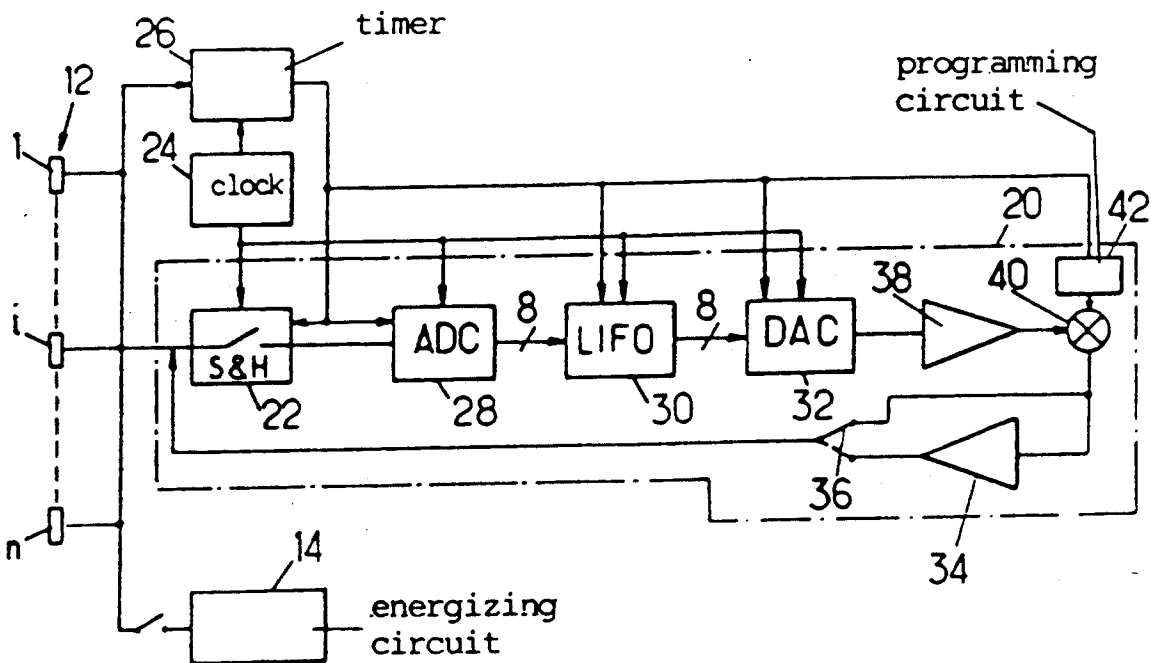 26
timer
programming
circuit
12
1
24
clock
20
42
i
S&H
22
ADC
28
8
LIFO
30
8
DAC
32
38
40
36
34
n
14
energizing
circuit